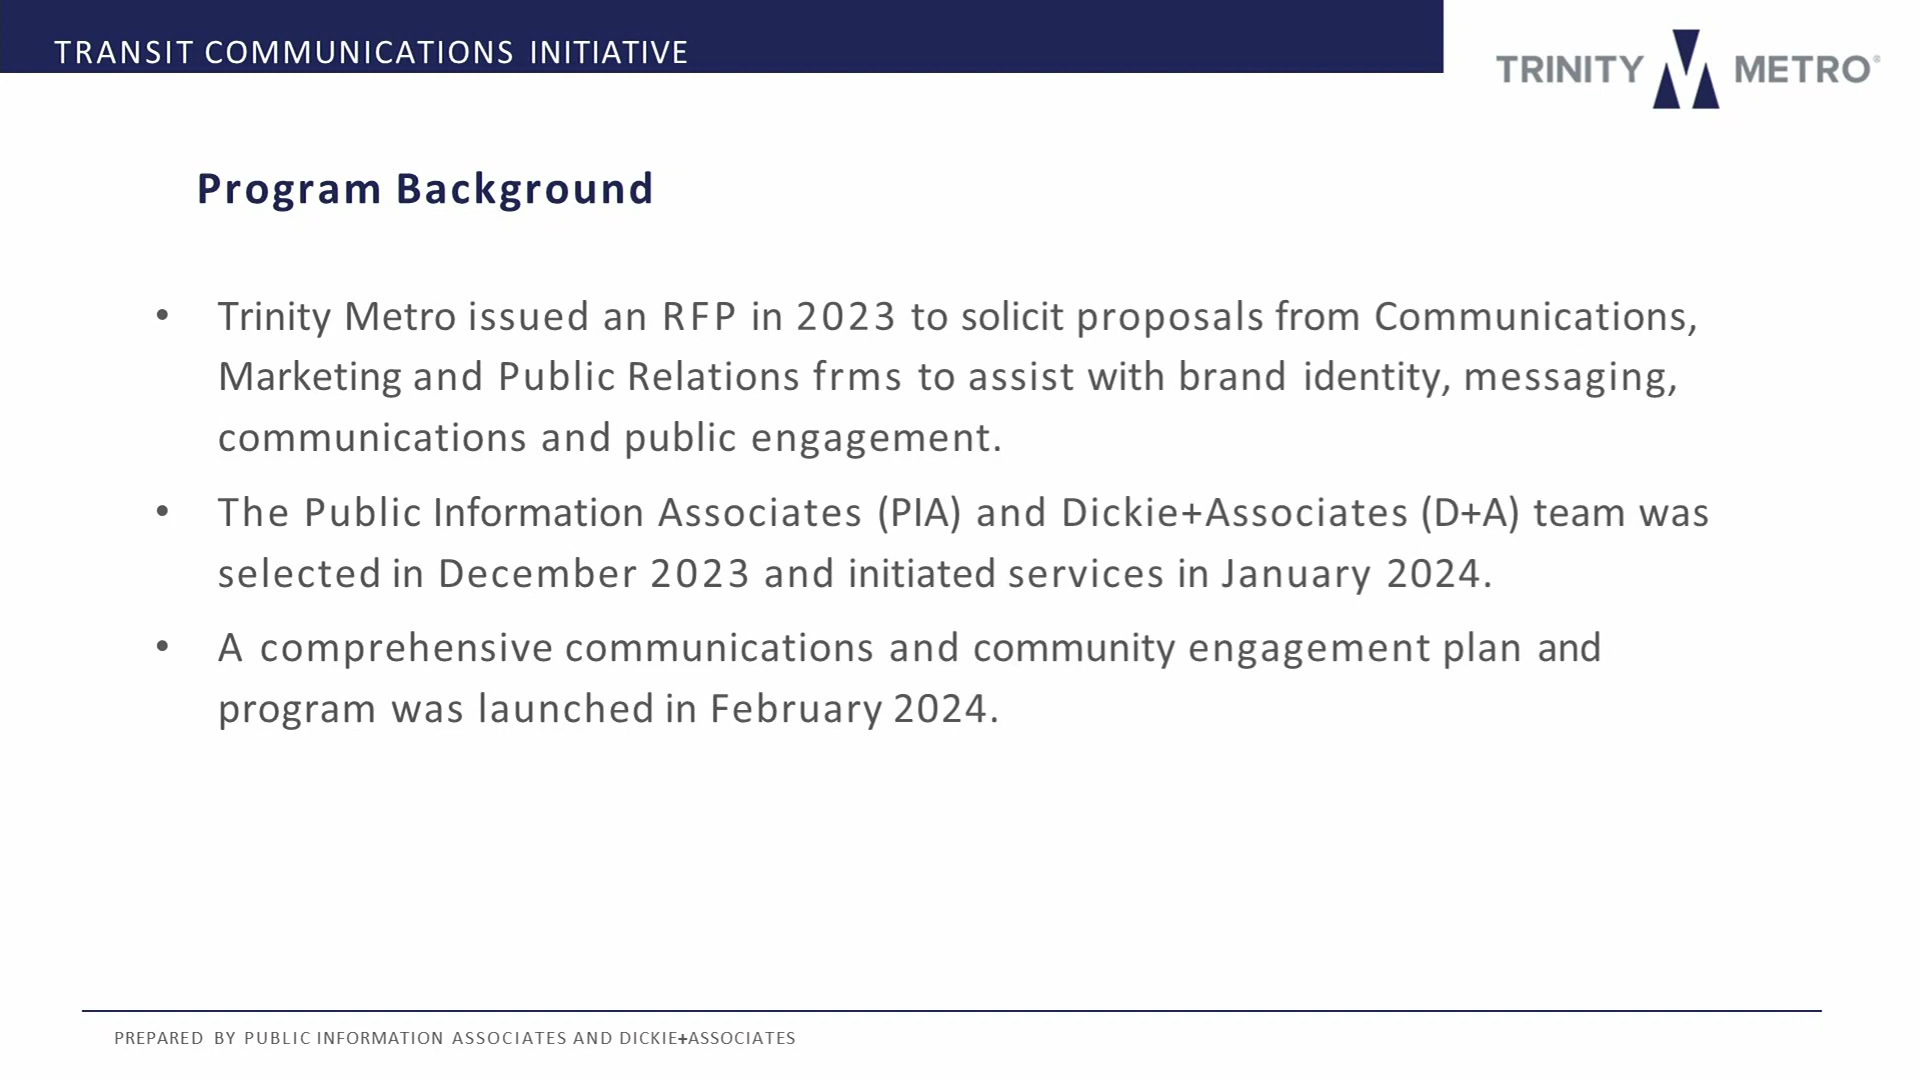 TRANSIT COMMUNICATIONS INITIATIVE
TRINITY METRO®
Program Background
• Trinity Metro issued an RFP in 2023 to solicit proposals from Communications,
Marketing and Public Relations frms to assist with brand identity, messaging,
communications and public engagement.
• The Public Information Associates (PIA) and Dickie+Associates (D+A) team was
selected in December 2023 and initiated services in January 2024.
• A comprehensive communications and community engagement plan and
program was launched in February 2024.
PREPARED BY PUBLIC INFORMATION ASSOCIATES AND DICKIE+ASSOCIATES